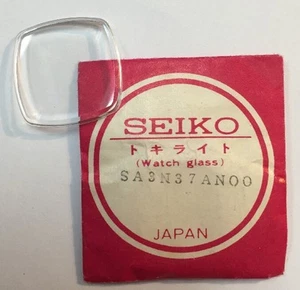 SEIKO
トキライト
(Watch glass)
SA3N37AN00
JAPAN